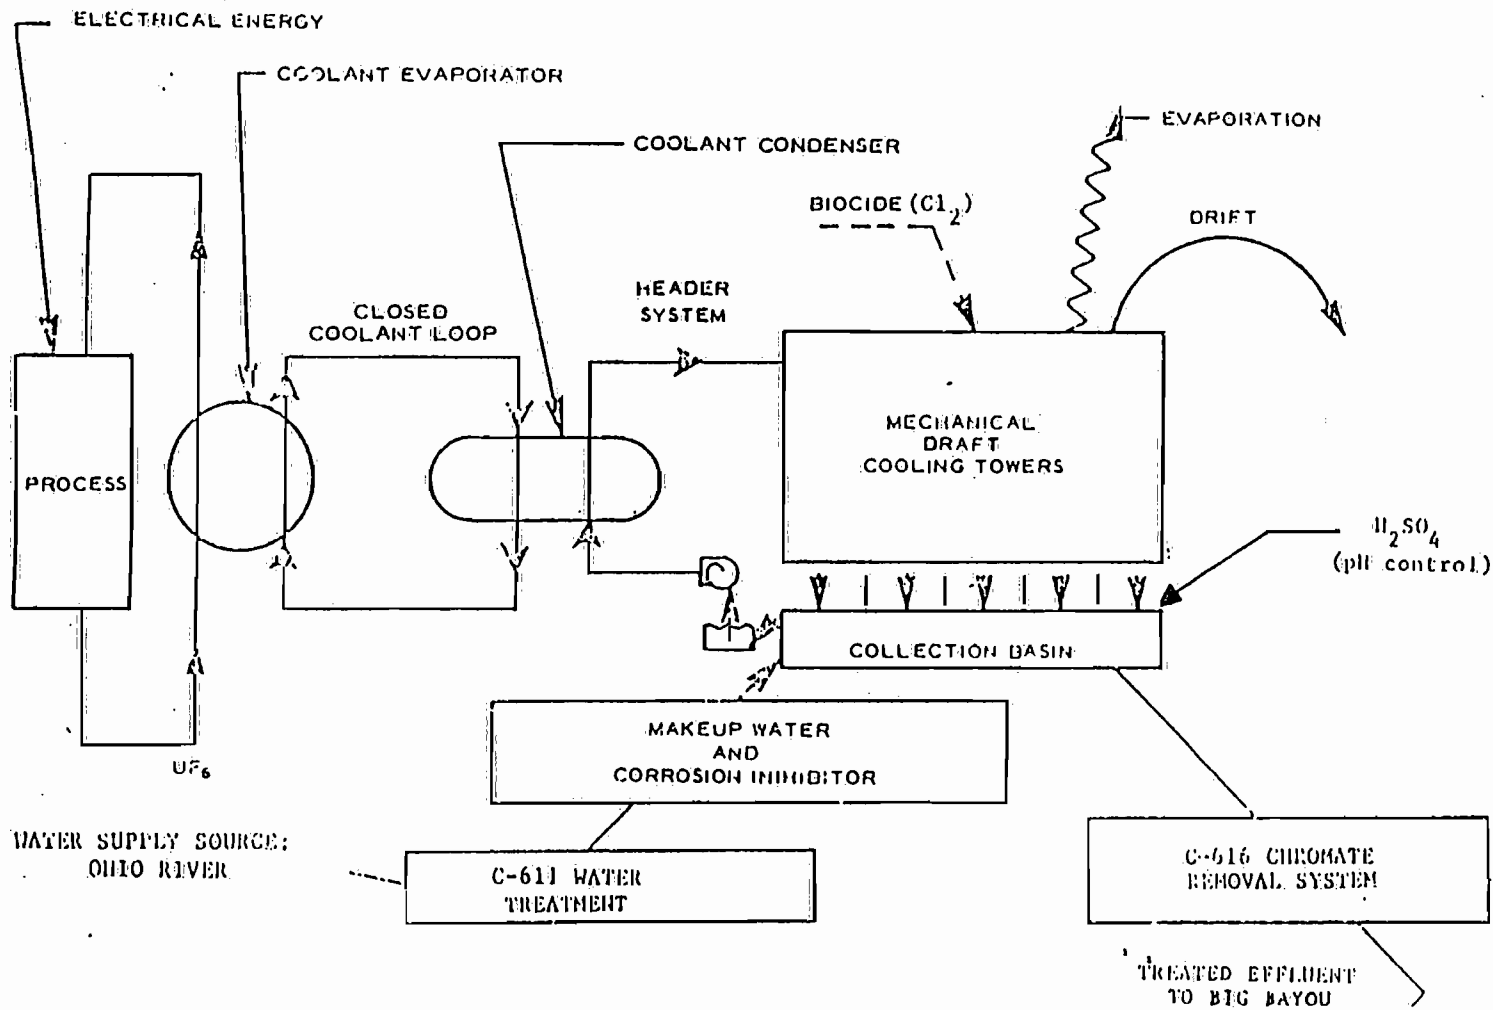 ELECTRICAL ENERGY
COOLANT EVAPORATOR
COOLANT CONDENSER
EVAPORATION
BIOCIDE (Cl₂)
DRIFT
HEADER
SYSTEM
CLOSED
COOLANT LOOP
MECHANICAL
DRAFT
COOLING TOWERS
PROCESS
H₂SO₄
(pH control)
COLLECTION BASIN
MAKEUP WATER
AND
CORROSION INIHIBITOR
UF₆
WATER SUPPLY SOURCE:
OHIO RIVER
C-611 WATER
TREATMENT
C-616 CHROMATE
REMOVAL SYSTEM
TREATED EFFLUENT
TO BIG BAYOU